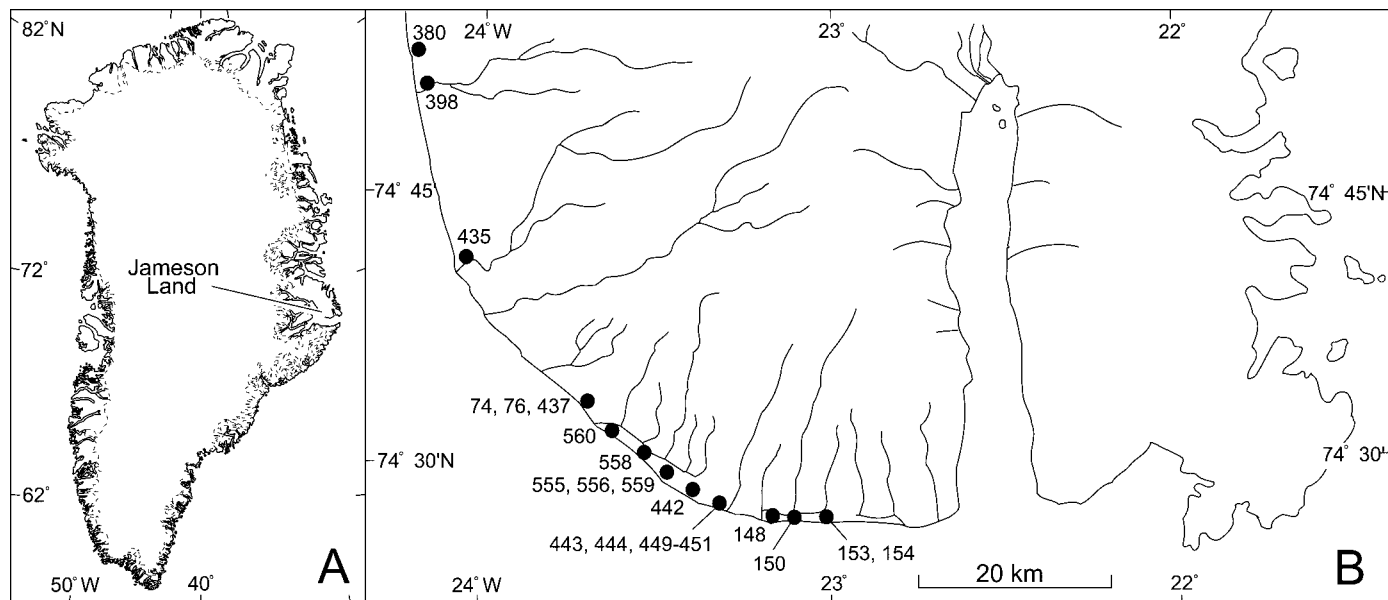 82°N
72°
62°
50° W
40°
Jameson
Land
A
24° W
23°
22°
380
398
74° 45'
74° 45'N
435
74, 76, 437
560
558
555, 556, 559
442
443, 444, 449-451
148
150
153, 154
74° 30'N
74° 30'
24° W
23°
20 km
22°
B